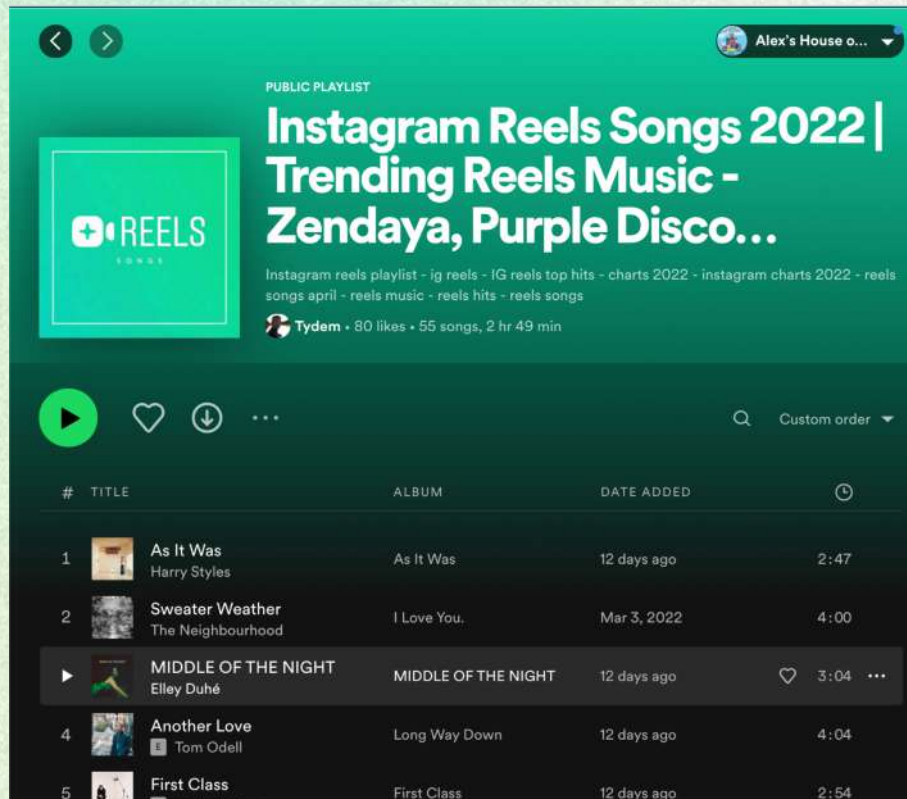 Alex's House o...
PUBLIC PLAYLIST
Instagram Reels Songs 2022 |
Trending Reels Music -
Zendaya, Purple Disco...
REELS
SONGS
Instagram reels playlist - ig reels - IG reels top hits - charts 2022 - instagram charts 2022 - reels
songs april - reels music - reels hits - reels songs
Tydem • 80 likes • 55 songs, 2 hr 49 min
Custom order
# TITLE ALBUM DATE ADDED
1 As It Was As It Was 12 days ago 2:47
Harry Styles
2 Sweater Weather I Love You. Mar 3, 2022 4:00
The Neighbourhood
MIDDLE OF THE NIGHT MIDDLE OF THE NIGHT 12 days ago 3:04
Elley Duhé
4 Another Love Long Way Down 12 days ago 4:04
E Tom Odell
5 First Class First Class 12 days ago 2:54